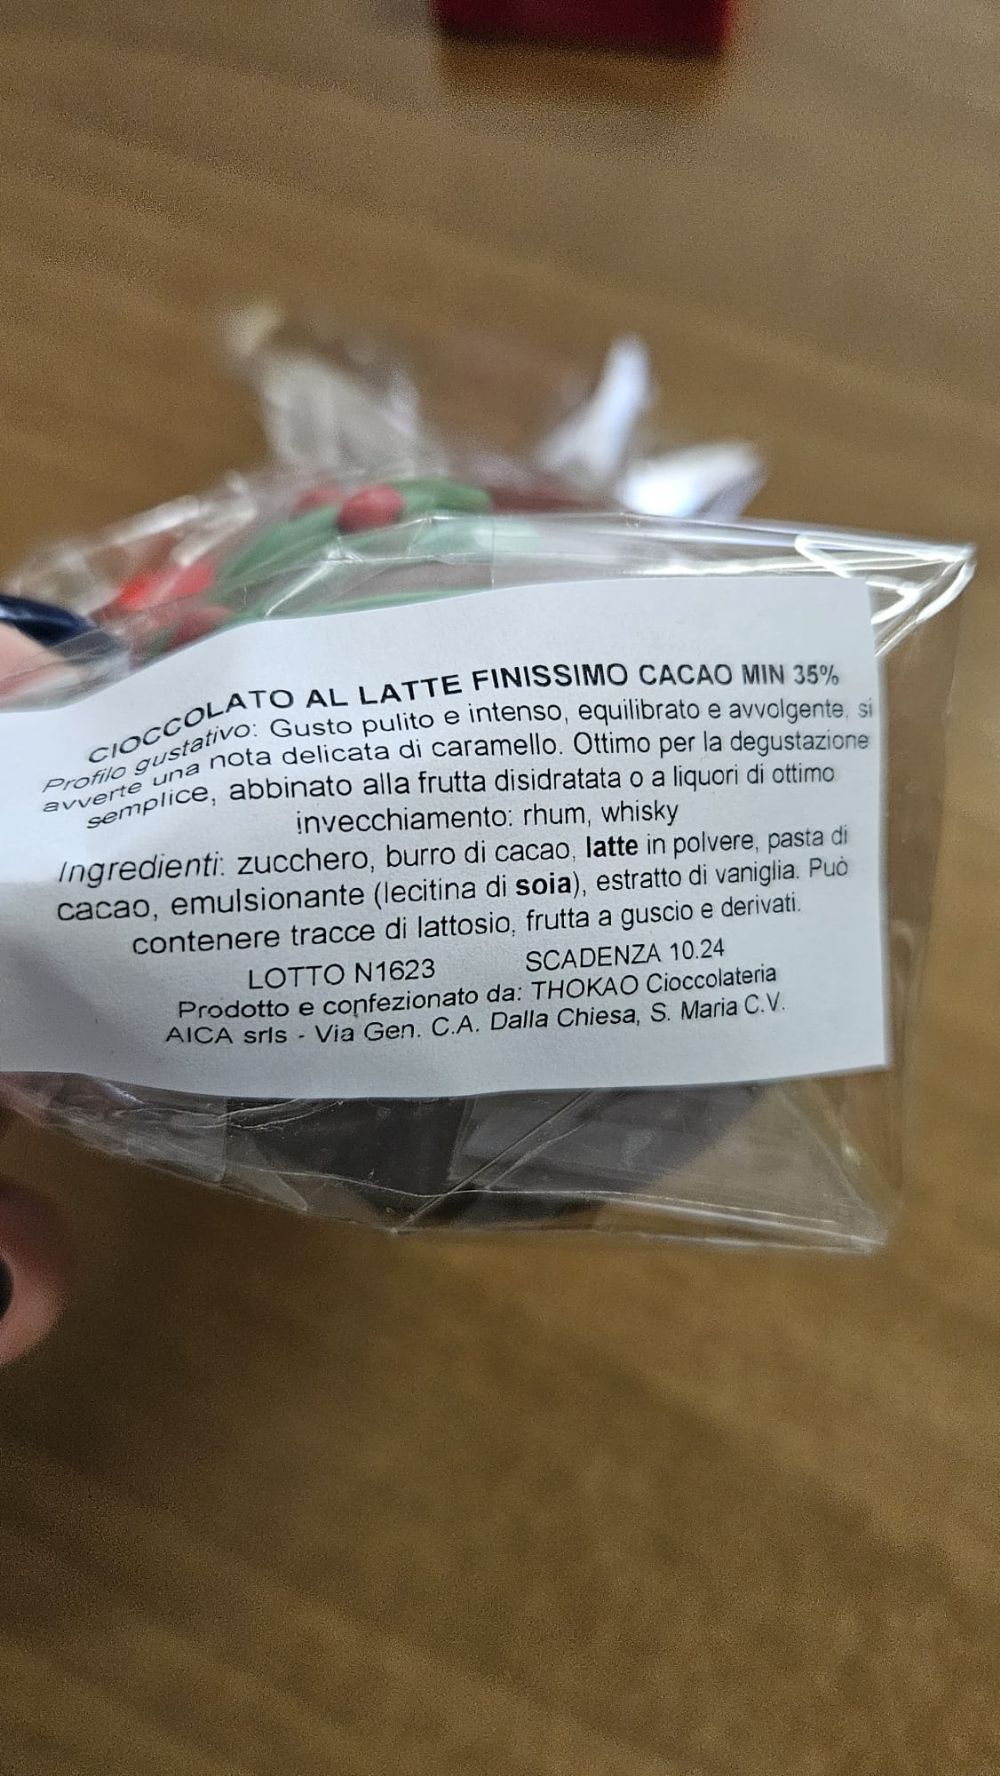 CIOCCOLATO AL LATTE FINISSIMO CACAO MIN 35%
Profilo gustativo: Gusto pulito e intenso, equilibrato e avvolgente, si
avverte una nota delicata di caramello. Ottimo per la degustazione
semplice, abbinato alla frutta disidratata o a liquori di ottimo
invecchiamento: rhum, whisky
Ingredienti: zucchero, burro di cacao, latte in polvere, pasta di
cacao, emulsionante (lecitina di soia), estratto di vaniglia. Può
contenere tracce di lattosio, frutta a guscio e derivati.
LOTTO N1623 SCADENZA 10.24
Prodotto e confezionato da: THOKAO Cioccolateria
AICA srls - Via Gen. C.A. Dalla Chiesa, S. Maria C.V.